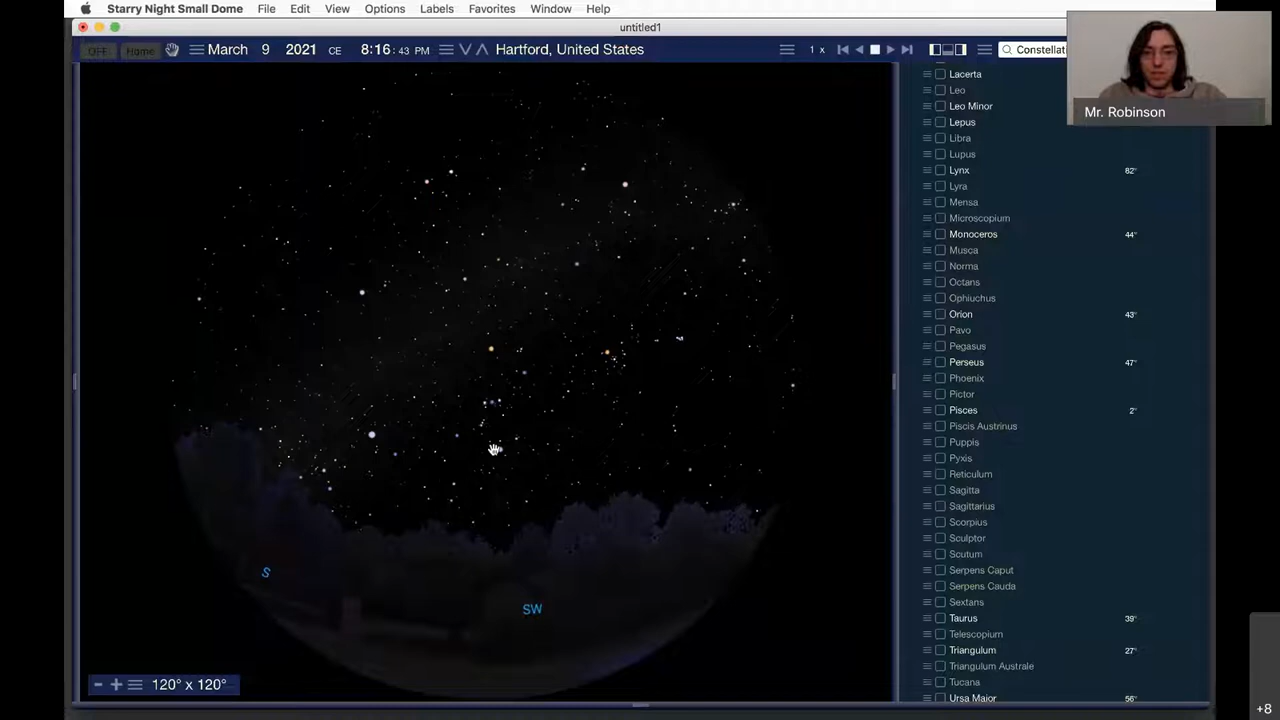 Starry Night Small Dome File Edit View Options Labels Favorites Window Help
untitled1
OFF Home March 9 2021 CE 8:16:43 PM Hartford, United States 1 x Constellat
Mr. Robinson
Lacerta
Leo
Leo Minor
Lepus
Libra
Lupus
Lynx 82°
Lyra
Mensa
Microscopium
Monoceros 44°
Musca
Norma
Octans
Ophiuchus
Orion 43°
Pavo
Pegasus
Perseus 47°
Phoenix
Pictor
Pisces 2°
Piscis Austrinus
Puppis
Pyxis
Reticulum
Sagitta
Sagittarius
Scorpius
Sculptor
Scutum
Serpens Caput
Serpens Cauda
Sextans
Taurus 39°
Telescopium
Triangulum 27°
Triangulum Australe
Tucana
Ursa Maior 56°
S
SW
120° x 120°
+8